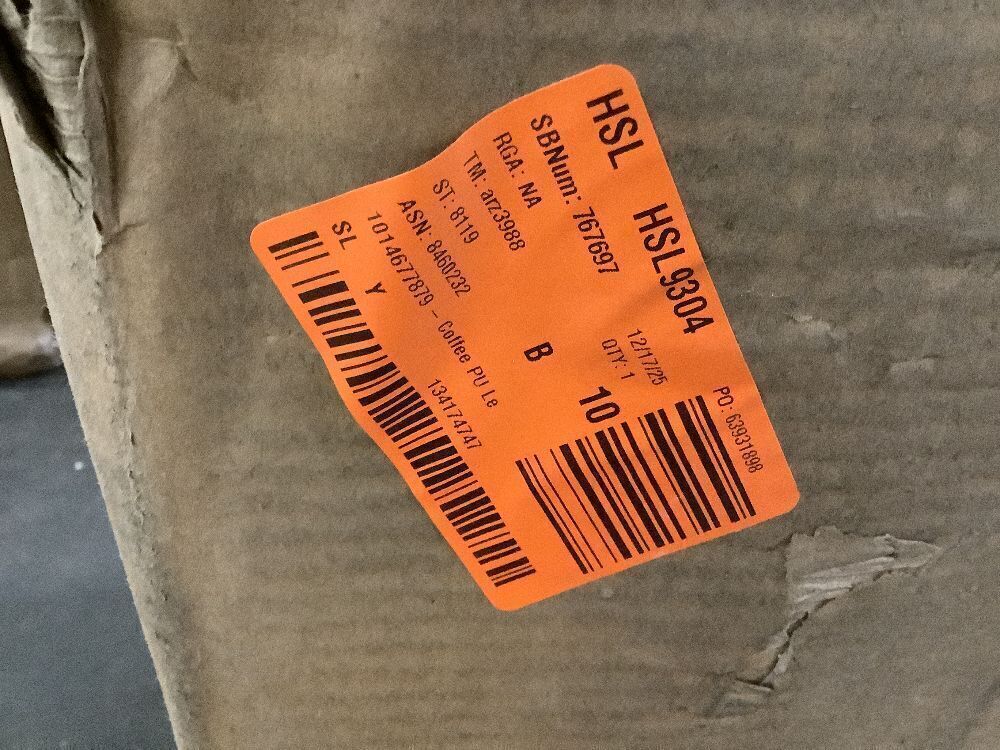 HSL
HSL9304
PO: 63931898
SBNum: 767697
12/17/25
RGA: NA
QTY: 1
TM: arz3988
B
10
ST: 8119
ASN: 8460232
1014677879 - Coffee PU Le
SL
Y
134174747